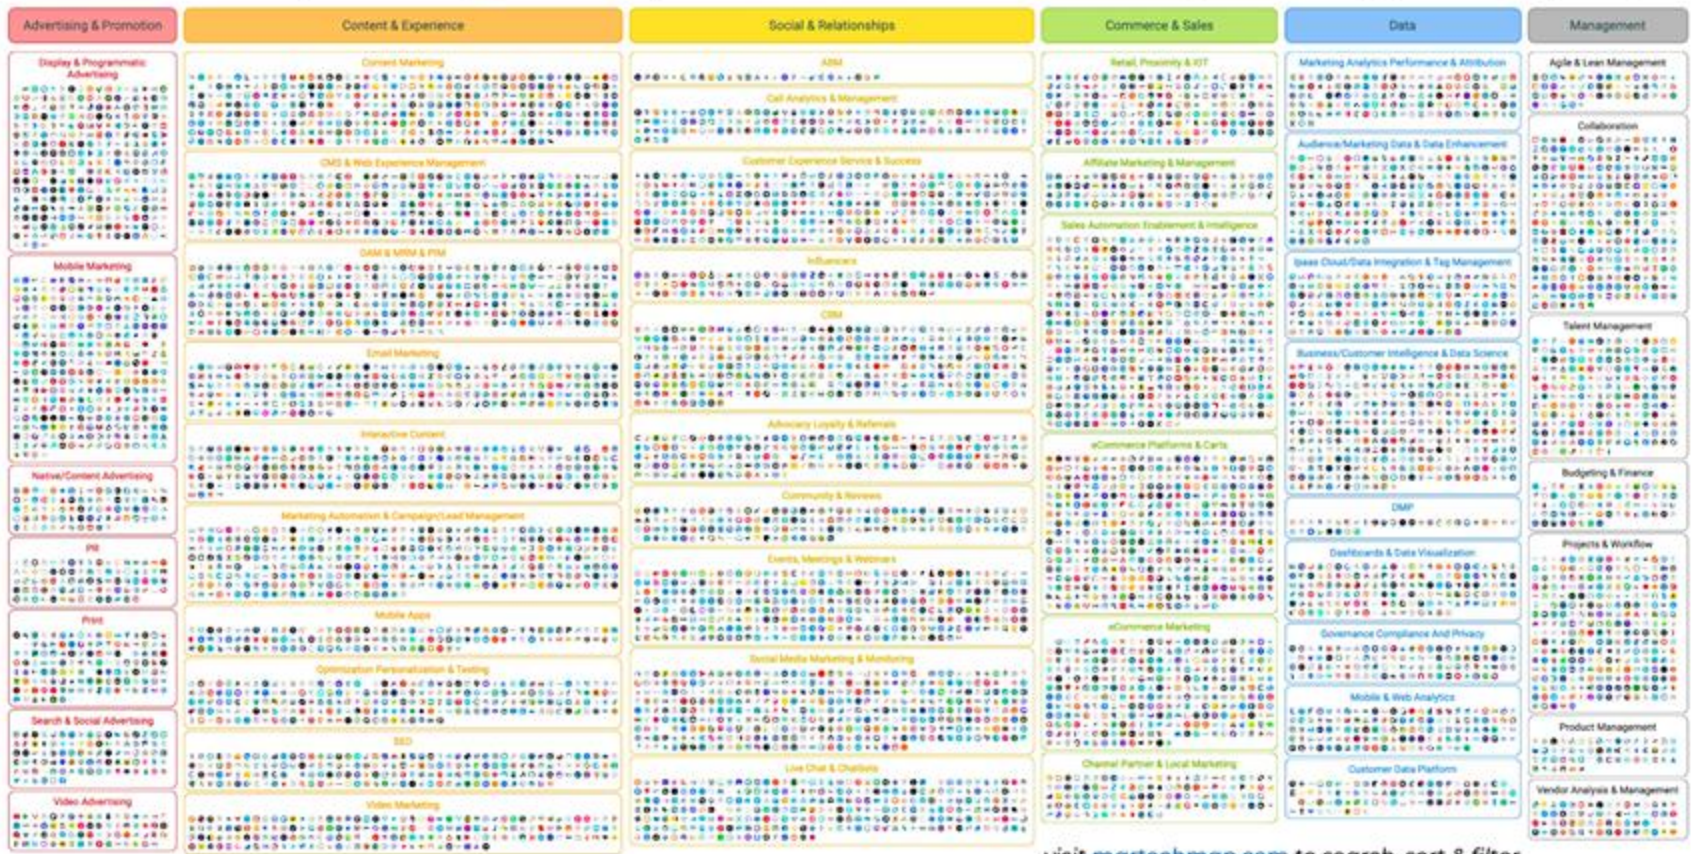 Advertising & Promotion
Content & Experience
Social & Relationships
Commerce & Sales
Data
Management
Display & Programmatic
Advertising
Mobile Marketing
Native/Content Advertising
PR
Print
Search & Social Advertising
Video Advertising
Content Marketing
CMS & Web Experience Management
DAM & MRM & PIM
Email Marketing
Interactive Content
Marketing Automation & Campaign/Lead Management
Mobile Apps
Optimization Personalization & Testing
SEO
Video Marketing
ABM
Call Analytics & Management
Customer Experience Service & Success
Influencers
CRM
Advocacy Loyalty & Referrals
Community & Reviews
Events, Meetings & Webinars
Social Media Marketing & Monitoring
Live Chat & Chatbots
Retail, Proximity & IOT
Affiliate Marketing & Management
Sales Automation Enablement & Intelligence
eCommerce Platforms & Carts
eCommerce Marketing
Channel Partner & Local Marketing
Marketing Analytics Performance & Attribution
Audience/Marketing Data & Data Enhancement
Ipaas Cloud/Data Integration & Tag Management
Business/Customer Intelligence & Data Science
DMP
Dashboards & Data Visualization
Governance Compliance And Privacy
Mobile & Web Analytics
Customer Data Platform
Agile & Lean Management
Collaboration
Talent Management
Budgeting & Finance
Projects & Workflow
Product Management
Vendor Analysis & Management
visit martechmap.com to search, sort & filter